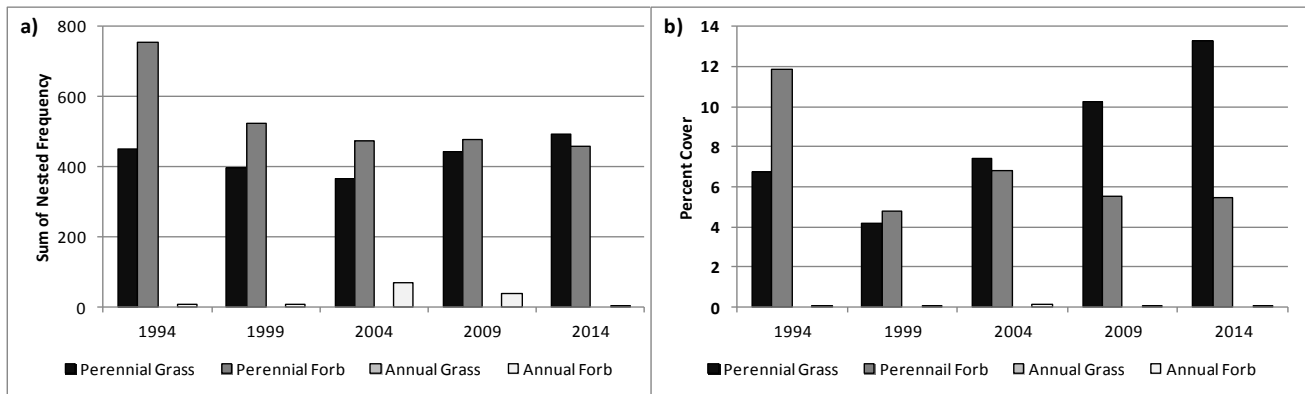 a)
Sum of Nested Frequency
800
600
400
200
0
1994 1999 2004 2009 2014
Perennial Grass Perennial Forb Annual Grass Annual Forb
b)
Percent Cover
14
12
10
8
6
4
2
0
1994 1999 2004 2009 2014
Perennial Grass Perennail Forb Annual Grass Annual Forb